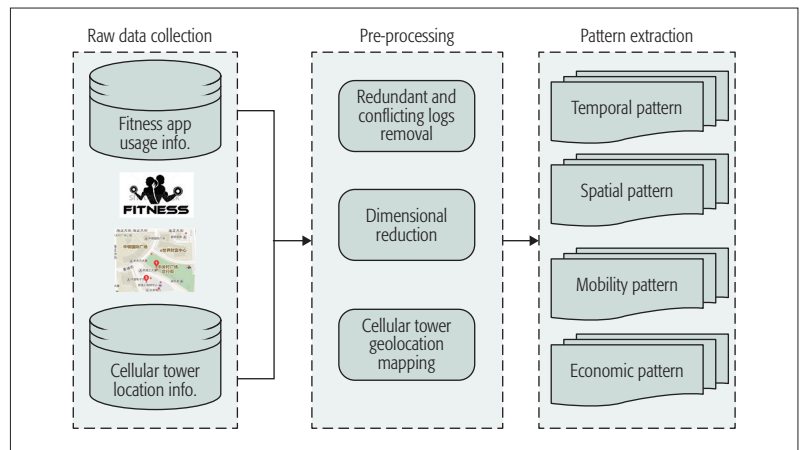 Raw data collection
Fitness app
usage info.
FITNESS
Cellular tower
location info.
Pre-processing
Redundant and
conflicting logs
removal
Dimensional
reduction
Cellular tower
geolocation
mapping
Pattern extraction
Temporal pattern
Spatial pattern
Mobility pattern
Economic pattern